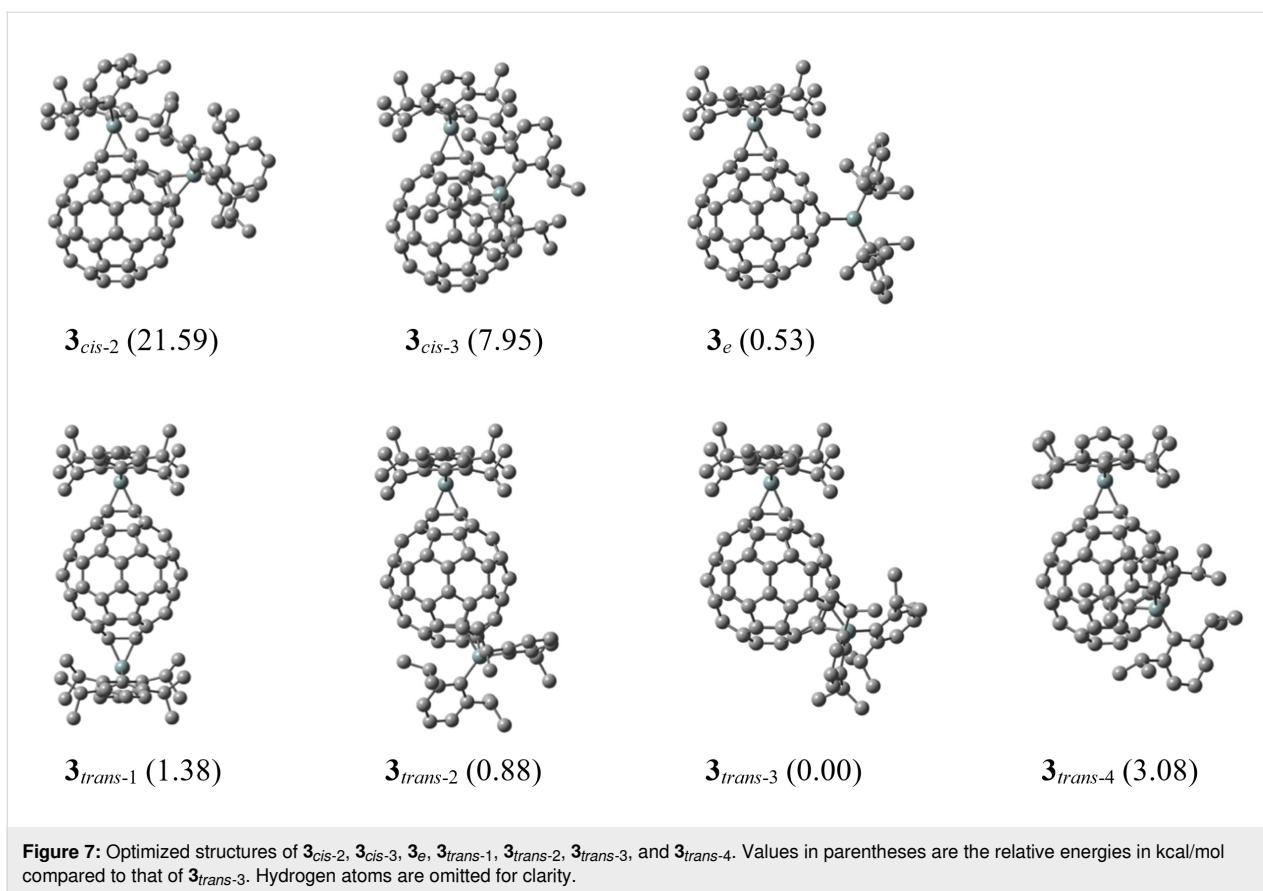 3cis-2 (21.59) 3cis-3 (7.95) 3e (0.53)
3trans-1 (1.38) 3trans-2 (0.88) 3trans-3 (0.00) 3trans-4 (3.08)
Figure 7: Optimized structures of 3cis-2, 3cis-3, 3e, 3trans-1, 3trans-2, 3trans-3, and 3trans-4. Values in parentheses are the relative energies in kcal/mol
compared to that of 3trans-3. Hydrogen atoms are omitted for clarity.